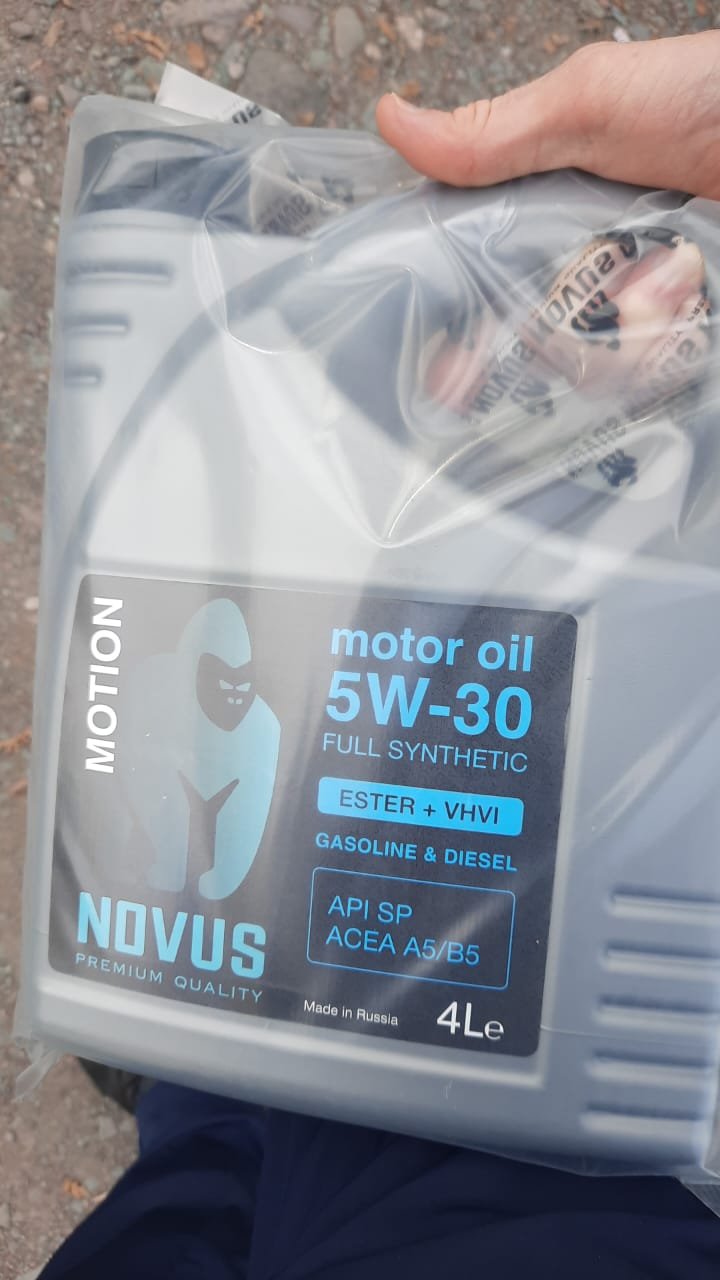 MOTION
motor oil
5W-30
FULL SYNTHETIC
ESTER + VHVI
GASOLINE & DIESEL
API SP
ACEA A5/B5
NOVUS
PREMIUM QUALITY
Made in Russia
4Le